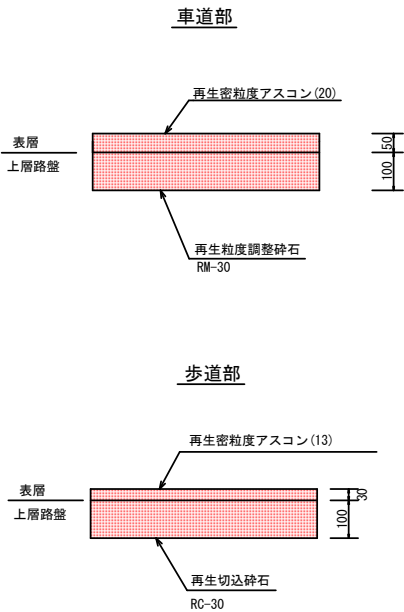 車道部
再生密粒度アスコン(20)
表層
上層路盤
50
100
再生粒度調整砕石
RM-30
歩道部
再生密粒度アスコン(13)
表層
上層路盤
30
100
再生切込砕石
RC-30